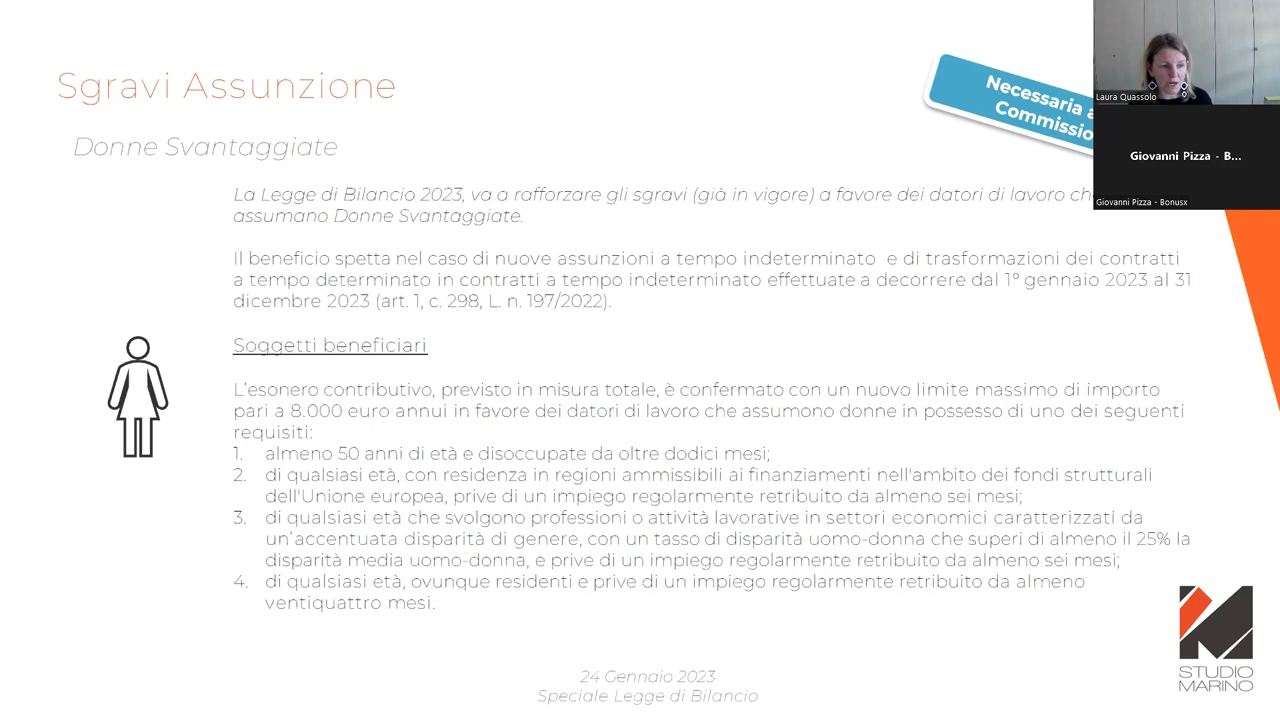 Sgravi Assunzione
Necessaria
Commissio
Laura Quassolo
Donne Svantaggiate
Giovanni Pizza - B...
Giovanni Pizza - Bonusx
La Legge di Bilancio 2023, va a rafforzare gli sgravi (già in vigore) a favore dei datori di lavoro
assumano Donne Svantaggiate.
Il beneficio spetta nel caso di nuove assunzioni a tempo indeterminato e di trasformazioni dei contratti
a tempo determinato in contratti a tempo indeterminato effettuate a decorrere dal 1° gennaio 2023 al 31
dicembre 2023 (art. 1, c. 298, L. n. 197/2022).
Soggetti beneficiari
L'esonero contributivo, previsto in misura totale, è confermato con un nuovo limite massimo di importo
pari a 8.000 euro annui in favore dei datori di lavoro che assumono donne in possesso di uno dei seguenti
requisiti:
1. almeno 50 anni di età e disoccupate da oltre dodici mesi;
2. di qualsiasi età, con residenza in regioni ammissibili ai finanziamenti nell'ambito dei fondi strutturali
dell'Unione europea, prive di un impiego regolarmente retribuito da almeno sei mesi;
3. di qualsiasi età che svolgono professioni o attività lavorative in settori economici caratterizzati da
un'accentuata disparità di genere, con un tasso di disparità uomo-donna che superi di almeno il 25% la
disparità media uomo-donna, e prive di un impiego regolarmente retribuito da almeno sei mesi;
4. di qualsiasi età, ovunque residenti e prive di un impiego regolarmente retribuito da almeno
ventiquattro mesi.
24 Gennaio 2023
Speciale Legge di Bilancio
STUDIO
MARINO